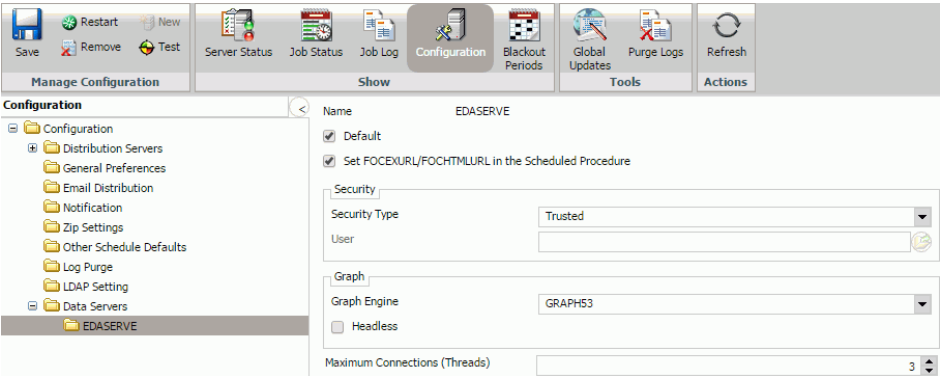 Restart New
Save Remove Test Server Status Job Status Job Log Configuration Blackout Periods Global Updates Purge Logs Refresh
Manage Configuration Show Tools Actions
Configuration
Configuration
Distribution Servers
General Preferences
Email Distribution
Notification
Zip Settings
Other Schedule Defaults
Log Purge
LDAP Setting
Data Servers
EDASERVE
Name EDASERVE
Default
Set FOCEXURL/FOCHTMLURL in the Scheduled Procedure
Security
Security Type Trusted
User
Graph
Graph Engine GRAPH53
Headless
Maximum Connections (Threads) 3